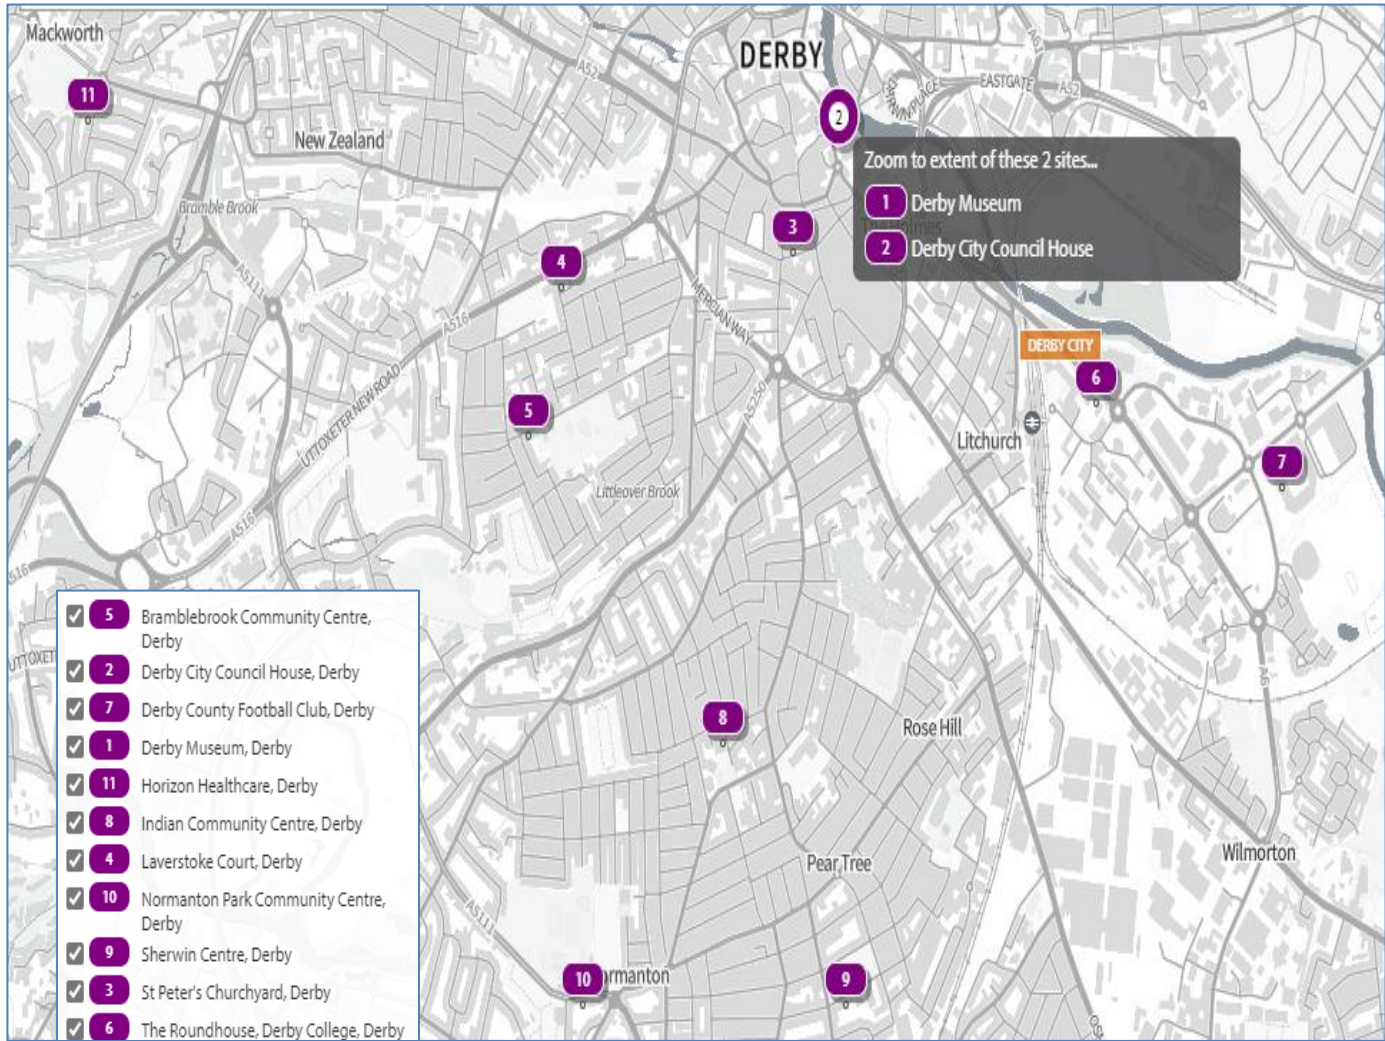 Mackworth
DERBY
A52
A61
EASTGATE
A52
11
2
New Zealand
Zoom to extent of these 2 sites...
1 Derby Museum
2 Derby City Council House
Bramble Brook
3
4
A5111
MERCIAN WAY
A516
DERBY CITY
6
UTTOXETER NEW ROAD
5
A5250
Litchurch
7
Littleover Brook
A516
A516
5 Bramblebrook Community Centre,
Derby
2 Derby City Council House, Derby
7 Derby County Football Club, Derby
1 Derby Museum, Derby
11 Horizon Healthcare, Derby
8 Indian Community Centre, Derby
4 Laverstoke Court, Derby
10 Normanton Park Community Centre,
Derby
9 Sherwin Centre, Derby
3 St Peter's Churchyard, Derby
6 The Roundhouse, Derby College, Derby
A6
8
Rose Hill
Wilmorton
Pear Tree
A5111
10 ormanton
9